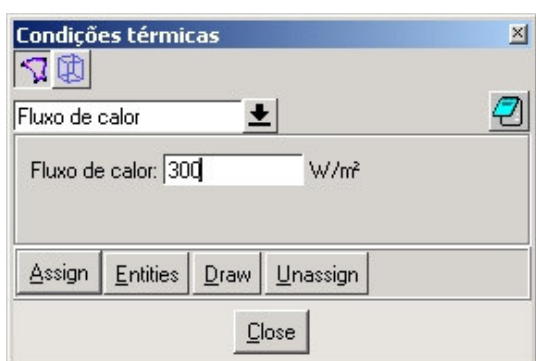 Condições térmicas
Fluxo de calor
Fluxo de calor: 300 W/m²
Assign Entities Draw Unassign
Close